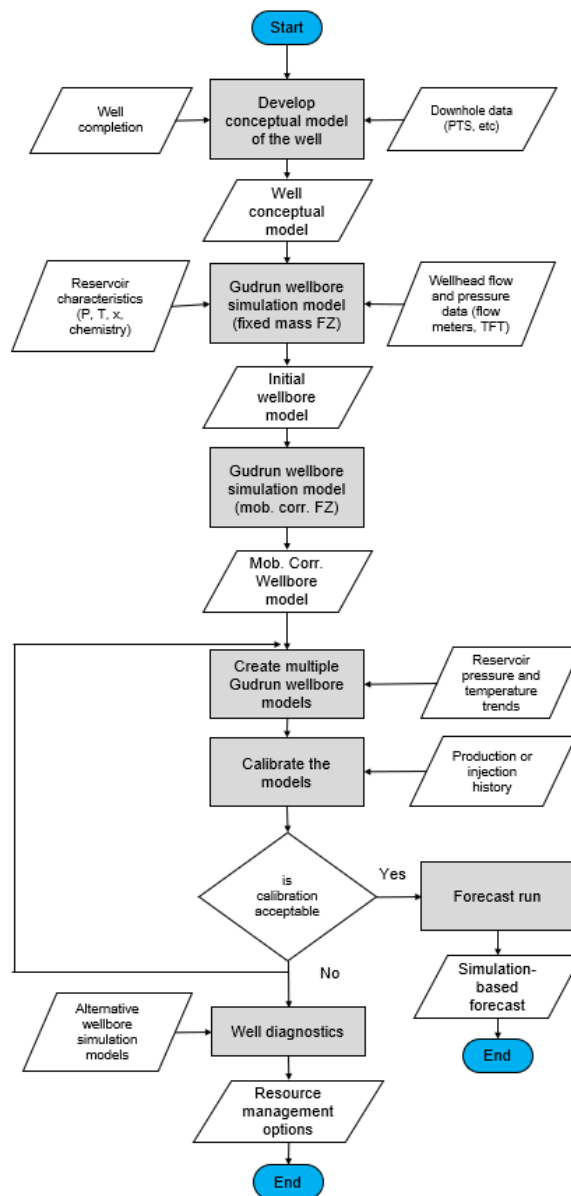 Start
Well
completion
Develop
conceptual model
of the well
Downhole data
(PTS, etc)
Well
conceptual
model
Reservoir
characteristics
(P, T, x,
chemistry)
Gudrun wellbore
simulation model
(fixed mass FZ)
Wellhead flow
and pressure
data (flow
meters, TFT)
Initial
wellbore
model
Gudrun wellbore
simulation model
(mob. corr. FZ)
Mob. Corr.
Wellbore
model
Create multiple
Gudrun wellbore
models
Reservoir
pressure and
temperature
trends
Calibrate the
models
Production or
injection
history
is
calibration
acceptable
Yes
Forecast run
No
Simulation-
based
forecast
End
Alternative
wellbore
simulation
models
Well diagnostics
Resource
management
options
End